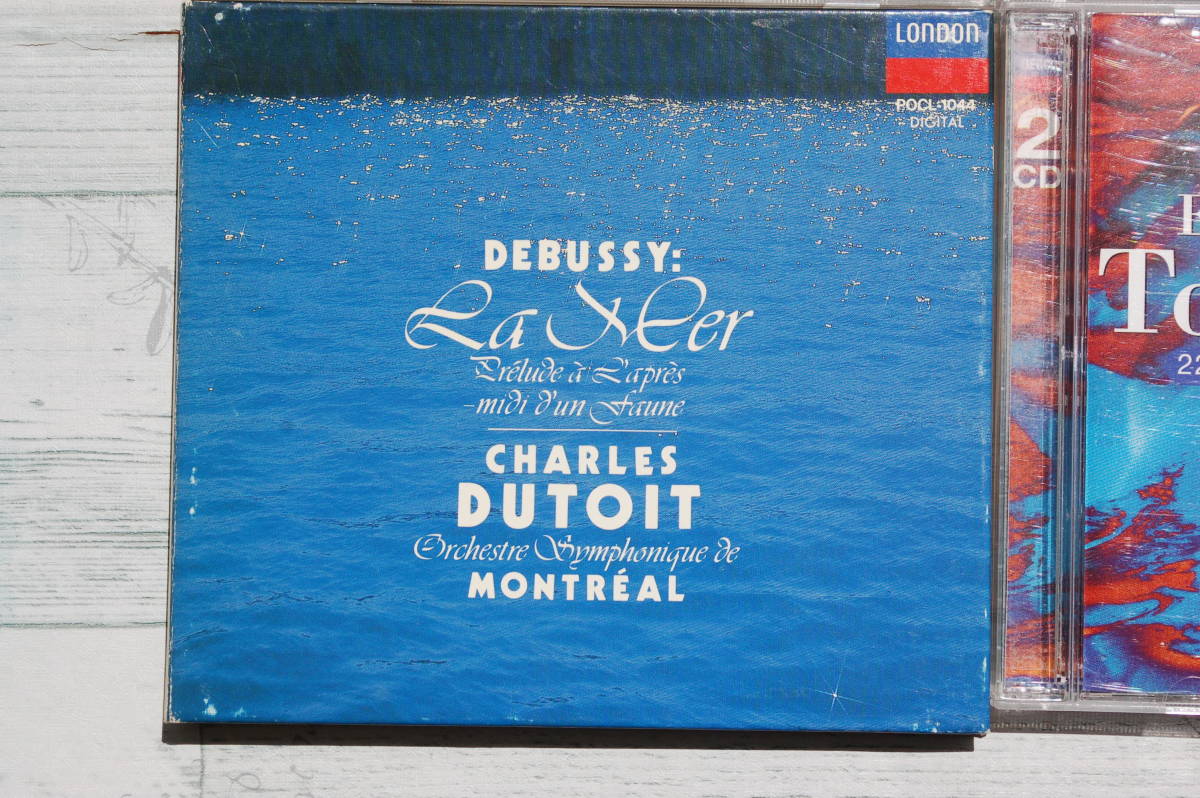 LONDON
POCL-1044
DIGITAL
DEBUSSY:
La Mer
Prélude à L'après
-midi d'un Faune
CHARLES
DUTOIT
Orchestre Symphonique de
MONTRÉAL
2
CD
To
22